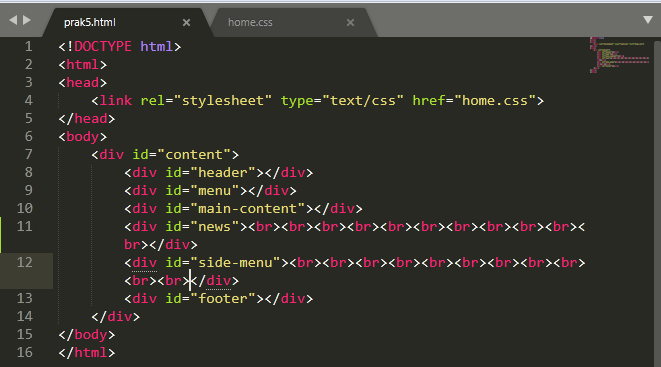 prak5.html × home.css ×
1 <!DOCTYPE html>
2 <html>
3 <head>
4 <link rel="stylesheet" type="text/css" href="home.css">
5 </head>
6 <body>
7 <div id="content">
8 <div id="header"></div>
9 <div id="menu"></div>
10 <div id="main-content"></div>
11 <div id="news"><br><br><br><br><br><br><br><br><br><br><
br></div>
12 <div id="side-menu"><br><br><br><br><br><br><br><br><br>
<br><br></div>
13 <div id="footer"></div>
14 </div>
15 </body>
16 </html>